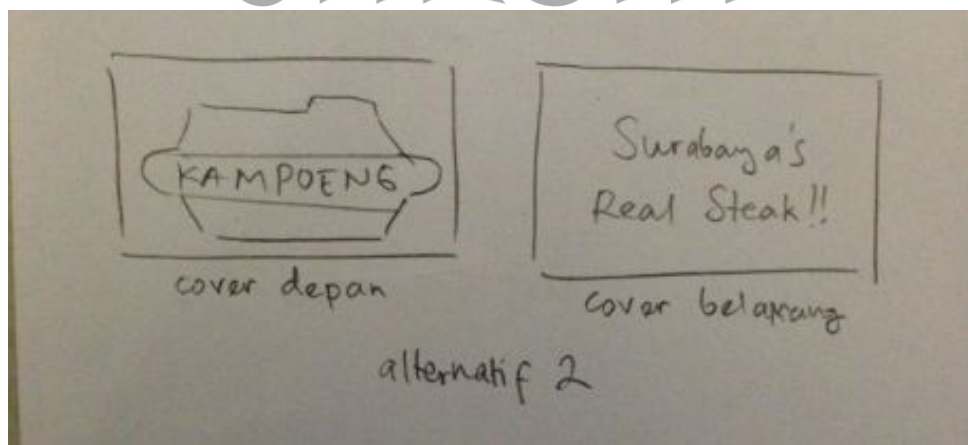 KAMPOENG
cover depan
Surabaya's
Real Steak!!
cover belakang
alternatif 2